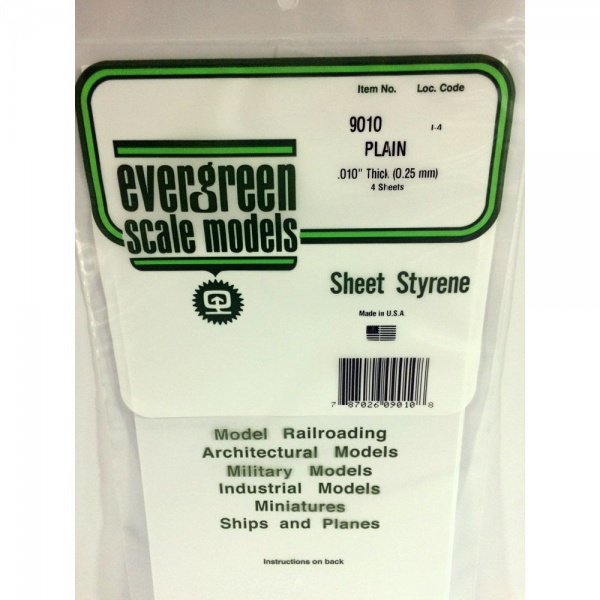 Item No. Loc. Code
9010 J-4
PLAIN
.010" Thick (0.25 mm)
4 Sheets
evergreen
scale models
Sheet Styrene
Made in U.S.A
7 87026 09010 8
Model Railroading
Architectural Models
Military Models
Industrial Models
Miniatures
Ships and Planes
Instructions on back